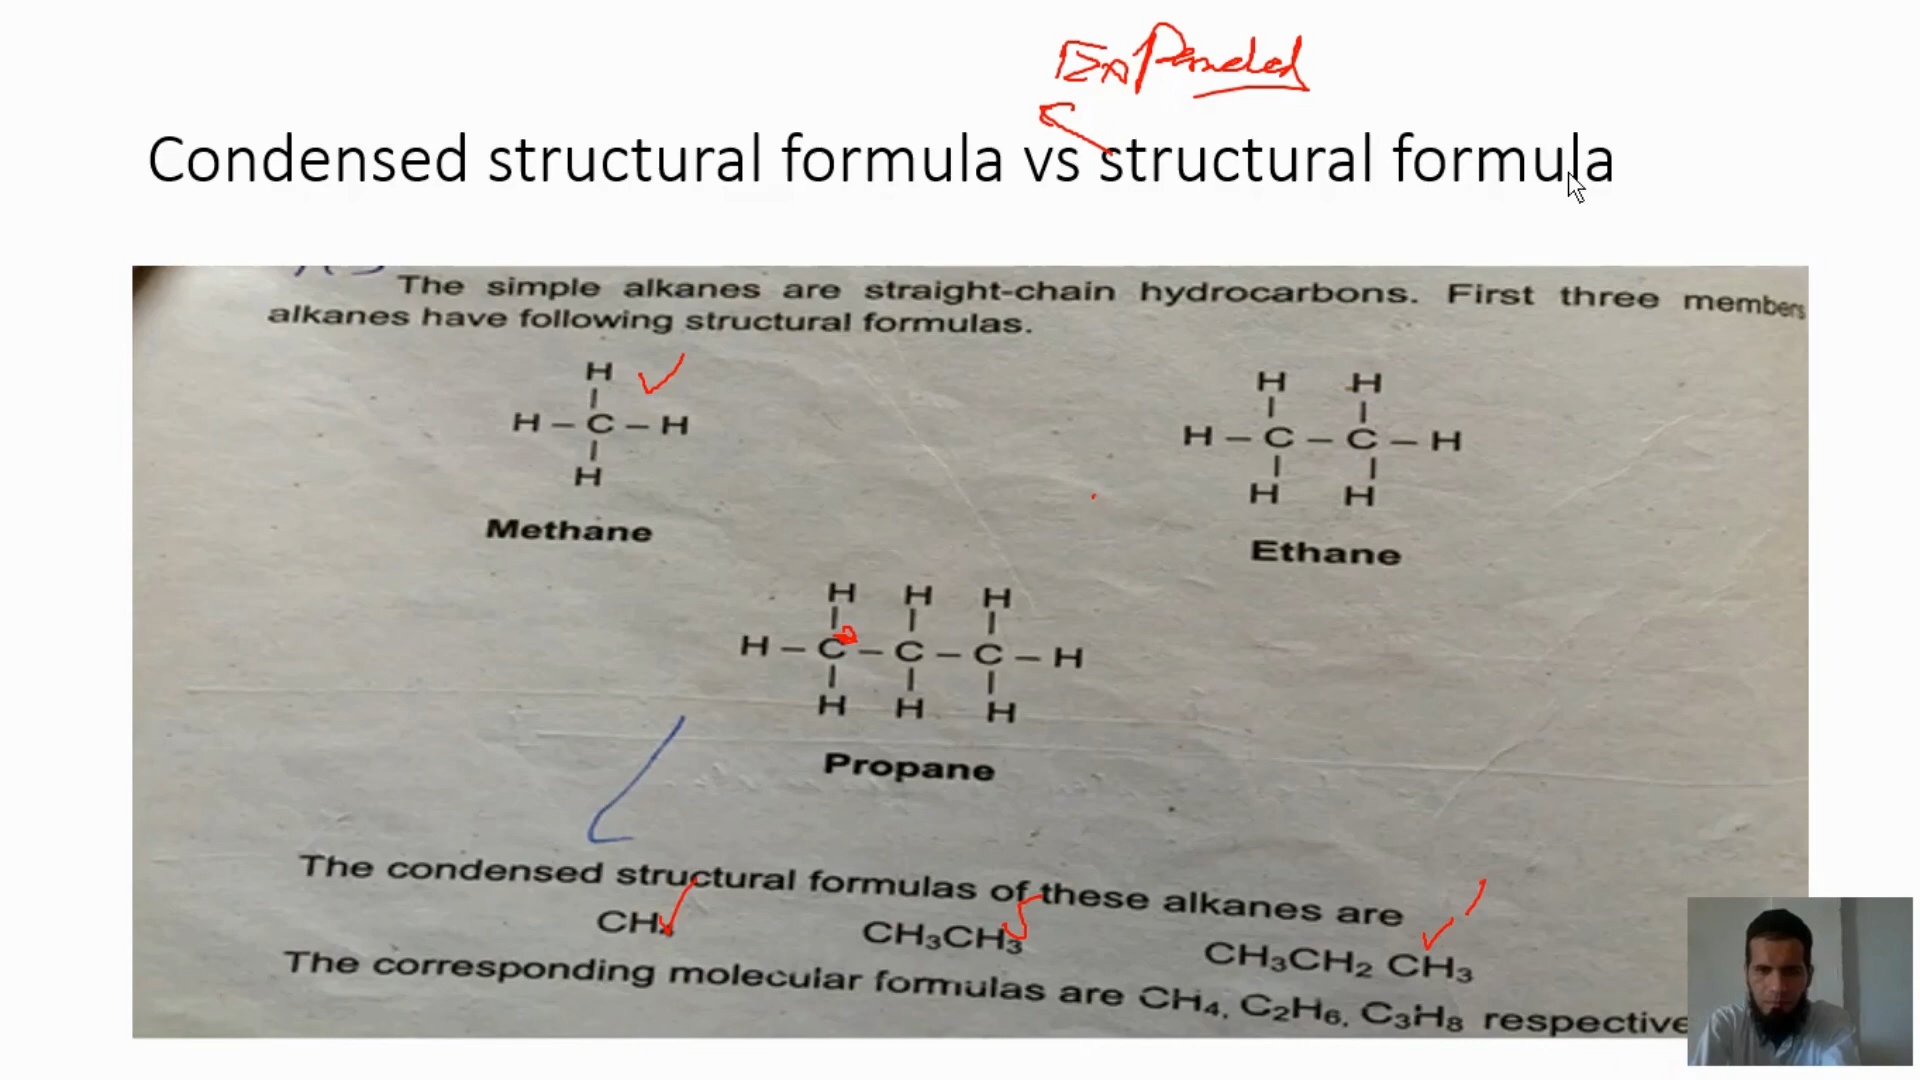 Expanded
Condensed structural formula vs structural formula
The simple alkanes are straight-chain hydrocarbons. First three members
alkanes have following structural formulas.
H
H – C – H
H
Methane
H H
H – C – C – H
H H
Ethane
H H H
H – C – C – C – H
H H H
Propane
The condensed structural formulas of these alkanes are
CH₄ CH₃CH₃ CH₃CH₂ CH₃
The corresponding molecular formulas are CH₄, C₂H₆, C₃H₈ respective